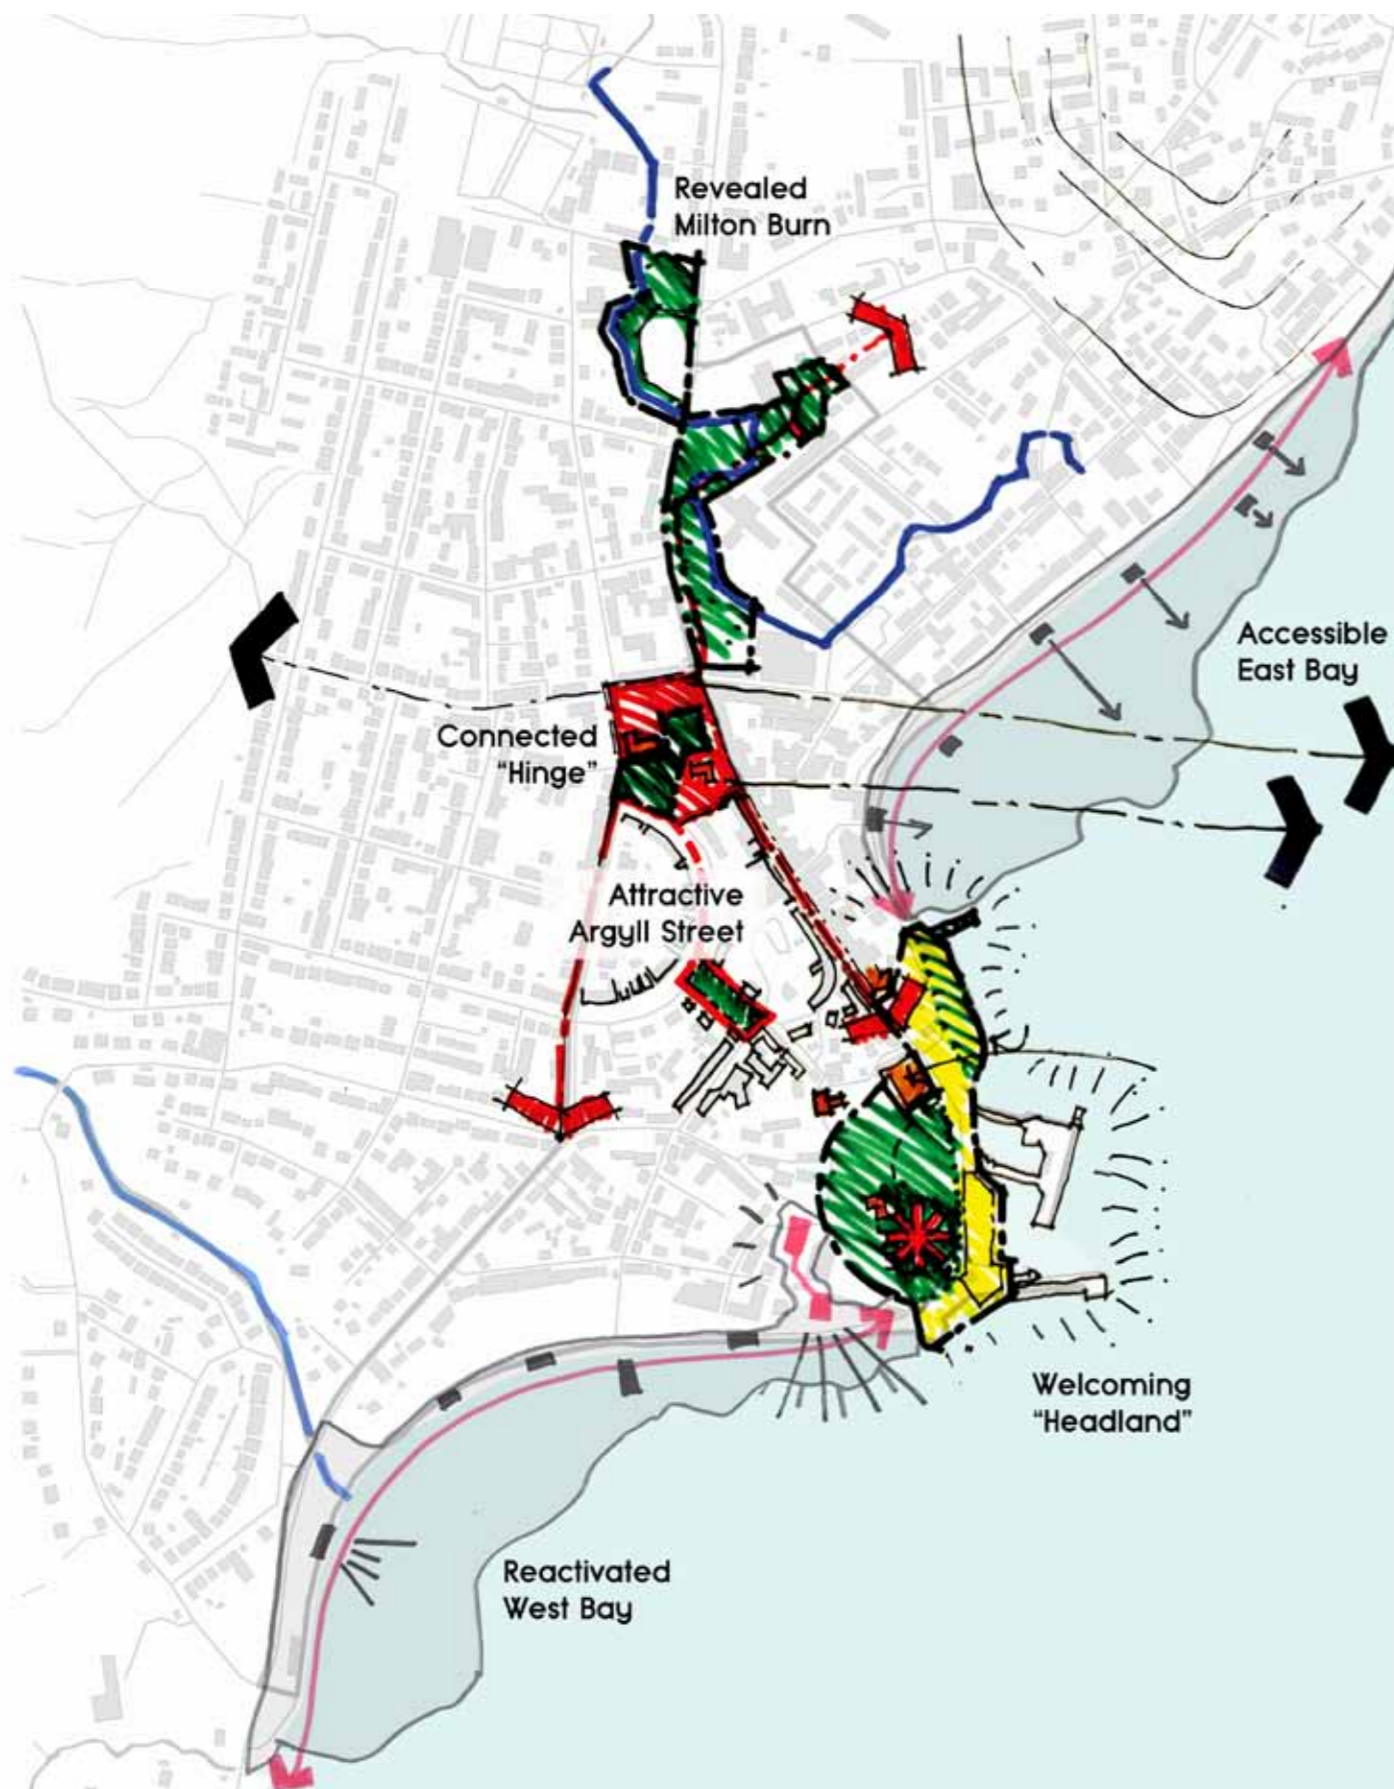 Revealed
Milton Burn
Accessible
East Bay
Connected
“Hinge”
Attractive
Argyll Street
Welcoming
“Headland”
Reactivated
West Bay